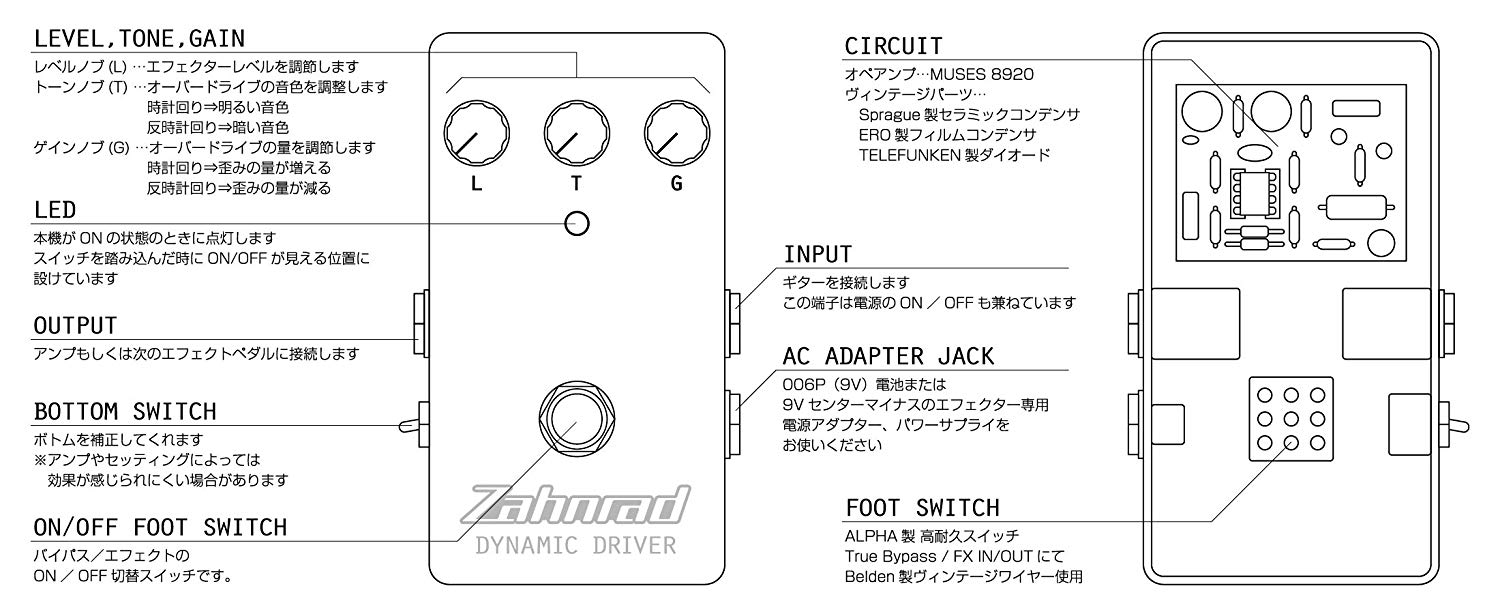 LEVEL,TONE,GAIN
レベルノブ (L) …エフェクターレベルを調節します
トーンノブ (T) …オーバードライブの音色を調整します
時計回り⇒明るい音色
反時計回り⇒暗い音色
ゲインノブ (G) …オーバードライブの量を調節します
時計回り⇒歪みの量が増える
反時計回り⇒歪みの量が減る
LED
本機が ON の状態のときに点灯します
スイッチを踏み込んだ時に ON/OFF が見える位置に
設けています
OUTPUT
アンプもしくは次のエフェクトペダルに接続します
BOTTOM SWITCH
ボトムを補正してくれます
※アンプやセッティングによっては
効果が感じられにくい場合があります
ON/OFF FOOT SWITCH
バイパス／エフェクトの
ON ／ OFF 切替スイッチです。
L T G
Zahnrad
DYNAMIC DRIVER
INPUT
ギターを接続します
この端子は電源の ON ／ OFF も兼ねています
AC ADAPTER JACK
006P（9V）電池または
9V センターマイナスのエフェクター専用
電源アダプター、パワーサプライを
お使いください
CIRCUIT
オペアンプ…MUSES 8920
ヴィンテージパーツ…
Sprague 製セラミックコンデンサ
ERO 製フィルムコンデンサ
TELEFUNKEN 製ダイオード
FOOT SWITCH
ALPHA 製 高耐久スイッチ
True Bypass / FX IN/OUT にて
Belden 製ヴィンテージワイヤー使用